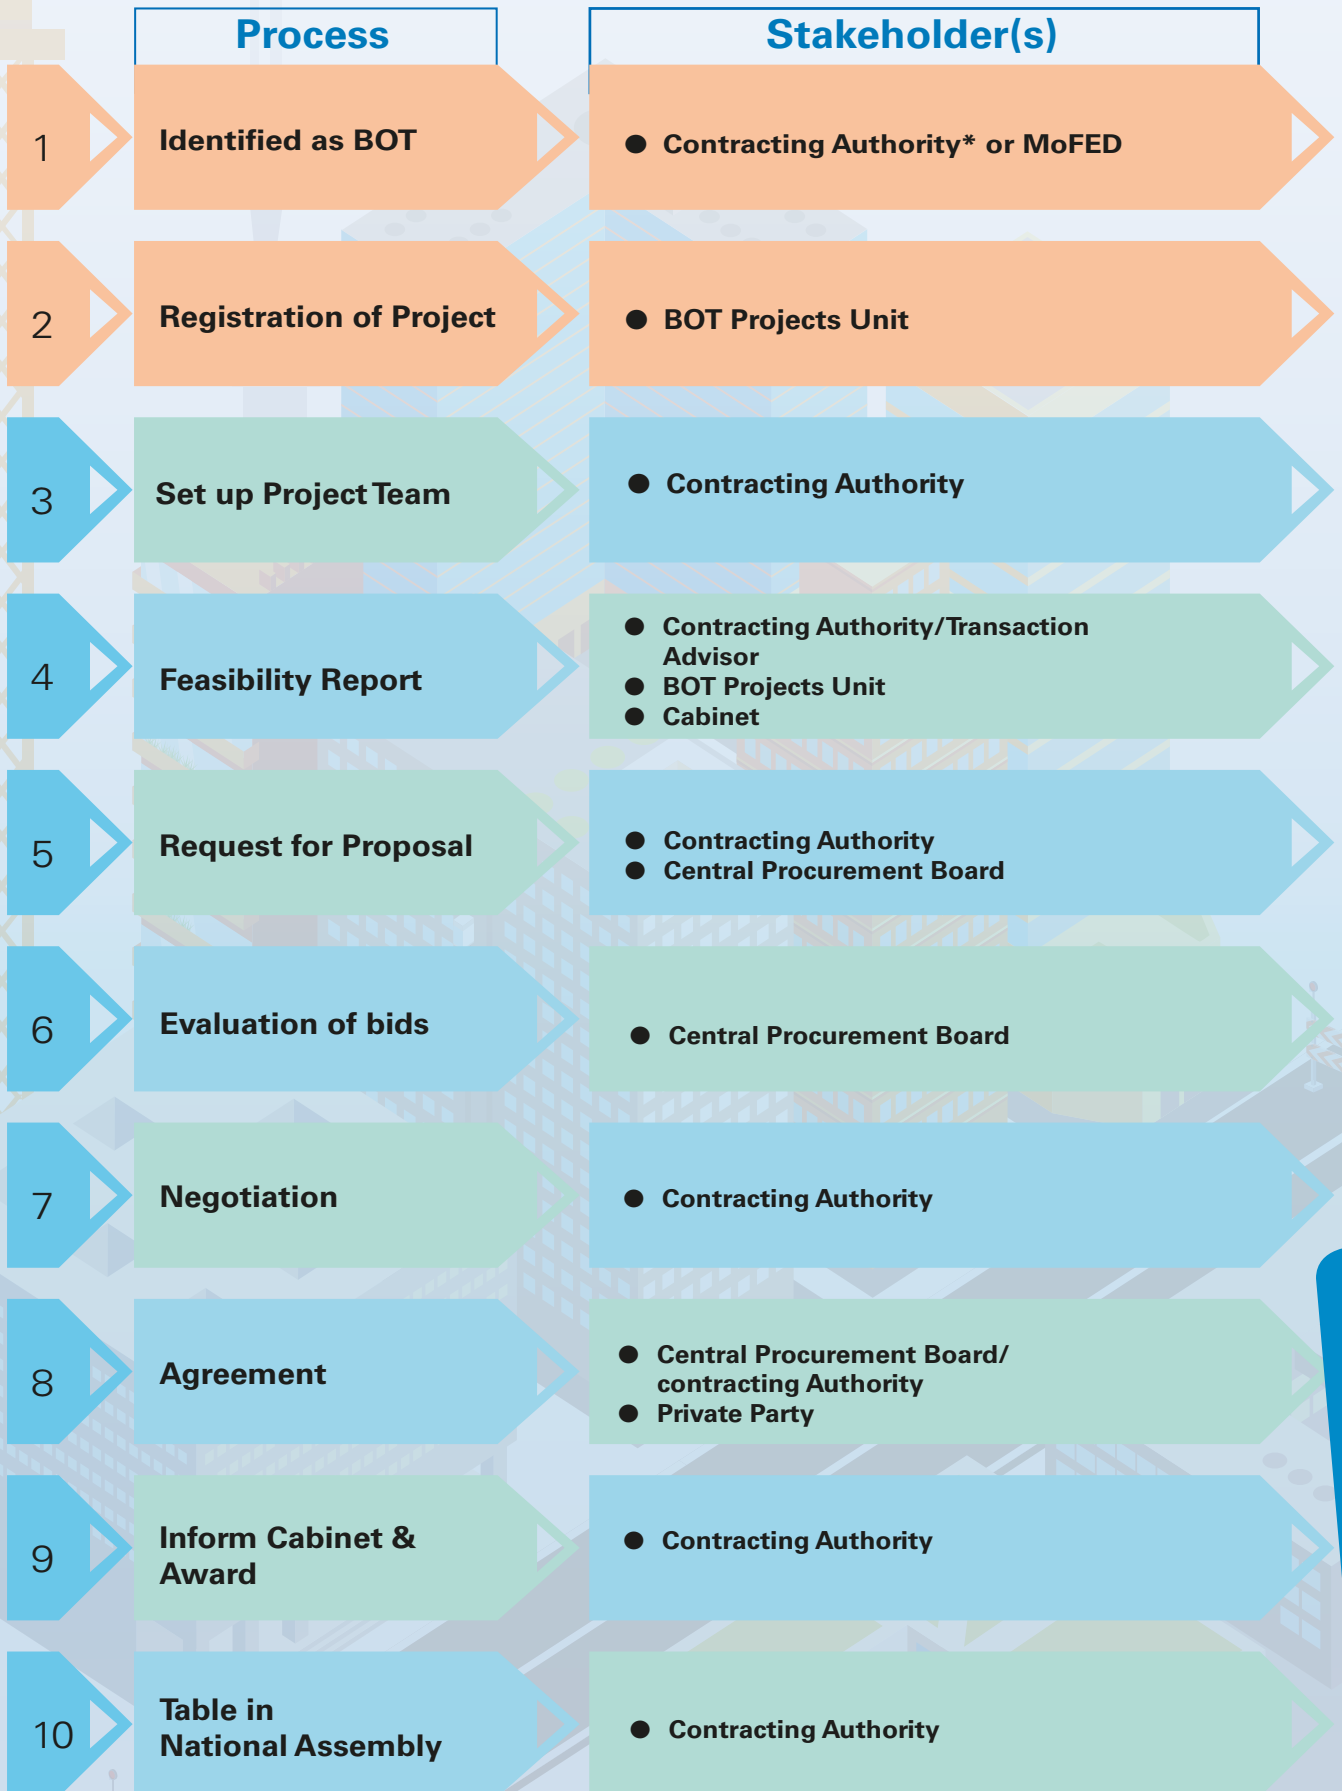 Process
Stakeholder(s)
1
Identified as BOT
● Contracting Authority* or MoFED
2
Registration of Project
● BOT Projects Unit
3
Set up Project Team
● Contracting Authority
4
Feasibility Report
● Contracting Authority/Transaction
Advisor
● BOT Projects Unit
● Cabinet
5
Request for Proposal
● Contracting Authority
● Central Procurement Board
6
Evaluation of bids
● Central Procurement Board
7
Negotiation
● Contracting Authority
8
Agreement
● Central Procurement Board/
contracting Authority
● Private Party
9
Inform Cabinet &
Award
● Contracting Authority
10
Table in
National Assembly
● Contracting Authority